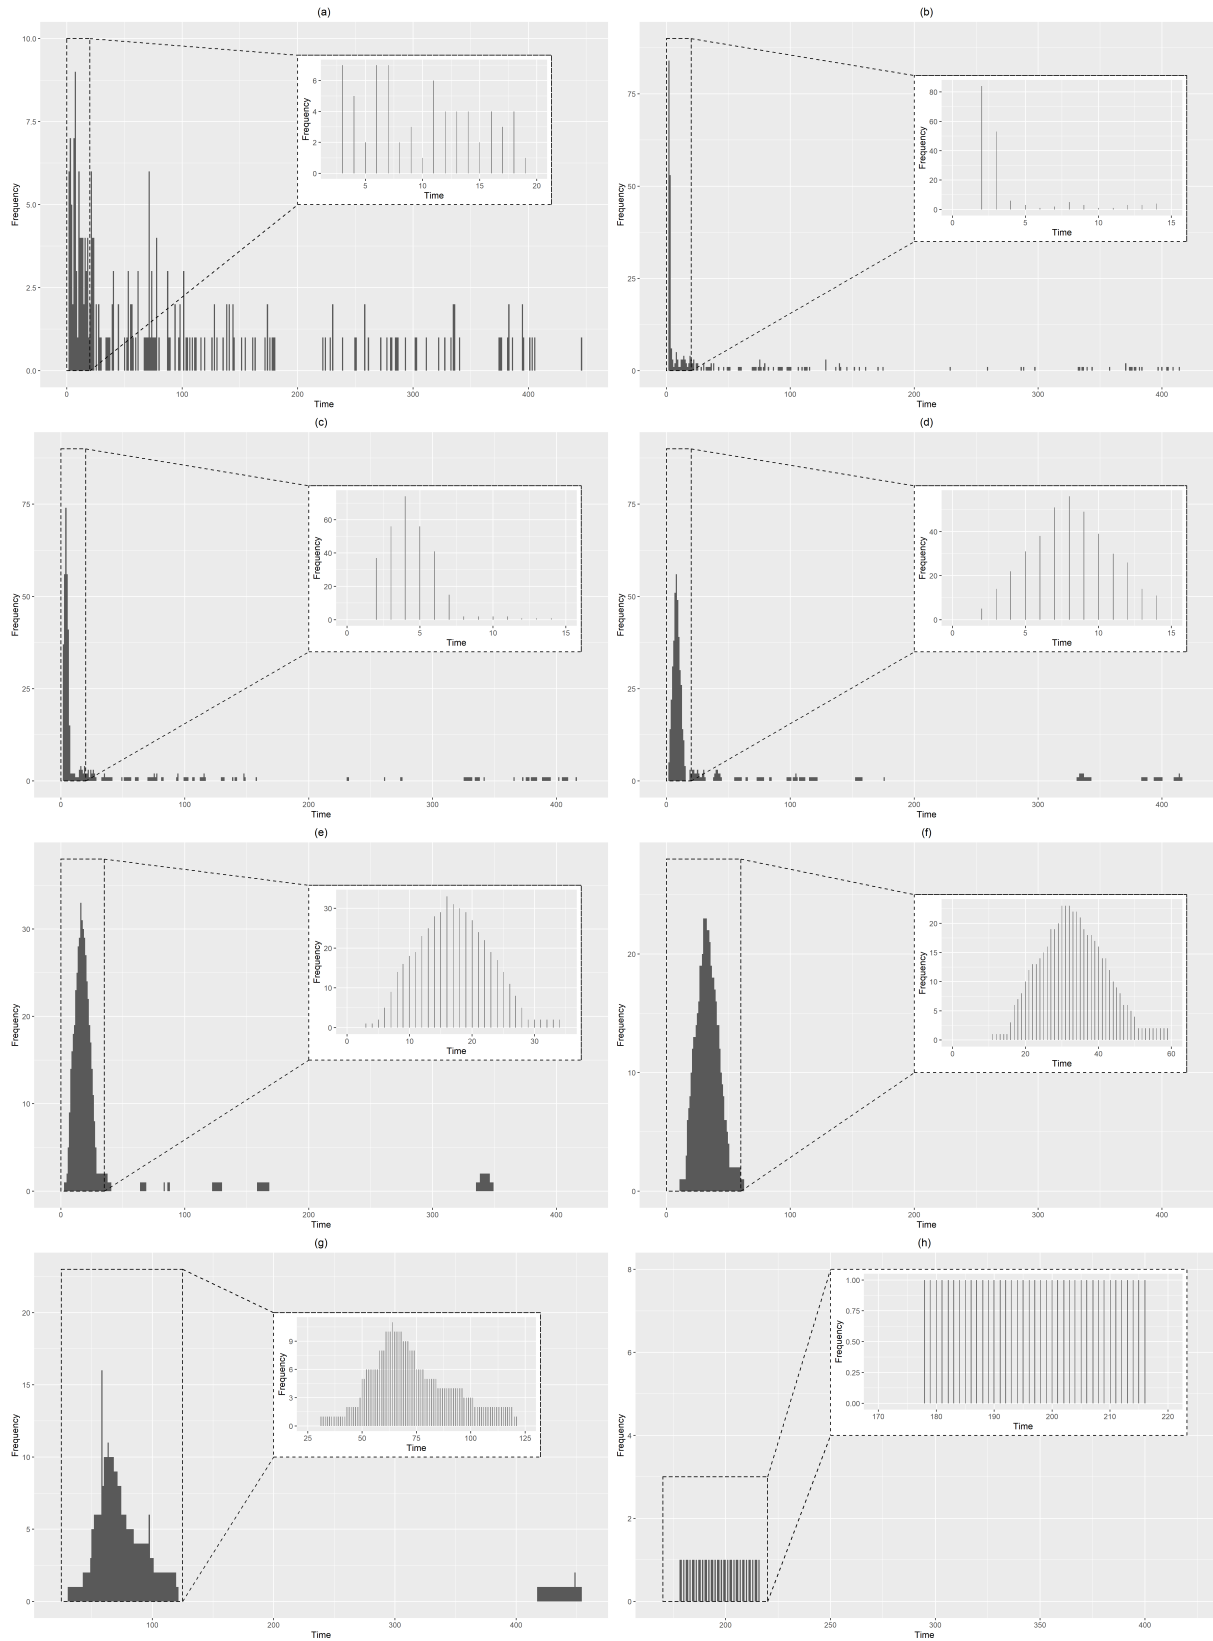 (a)
10.0
7.5
5.0
2.5
0.0
Frequency
0 100 200 300 400
Time
6
4
2
0
Frequency
5 10 15 20
Time
(b)
75
50
25
0
Frequency
0 100 200 300 400
Time
80
60
40
20
0
Frequency
0 5 10 15
Time
(c)
75
50
25
0
Frequency
0 100 200 300 400
Time
60
40
20
0
Frequency
0 5 10 15
Time
(d)
75
50
25
0
Frequency
0 100 200 300 400
Time
40
20
0
Frequency
0 5 10 15
Time
(e)
30
20
10
0
Frequency
0 100 200 300 400
Time
30
20
10
0
Frequency
0 10 20 30
Time
(f)
20
10
0
Frequency
0 100 200 300 400
Time
20
15
10
5
0
Frequency
0 20 40 60
Time
(g)
20
15
10
5
0
Frequency
100 200 300 400
Time
9
6
3
0
Frequency
25 50 75 100 125
Time
(h)
8
6
4
2
0
Frequency
200 250 300 350 400
Time
1.00
0.75
0.50
0.25
0.00
Frequency
170 180 190 200 210 220
Time